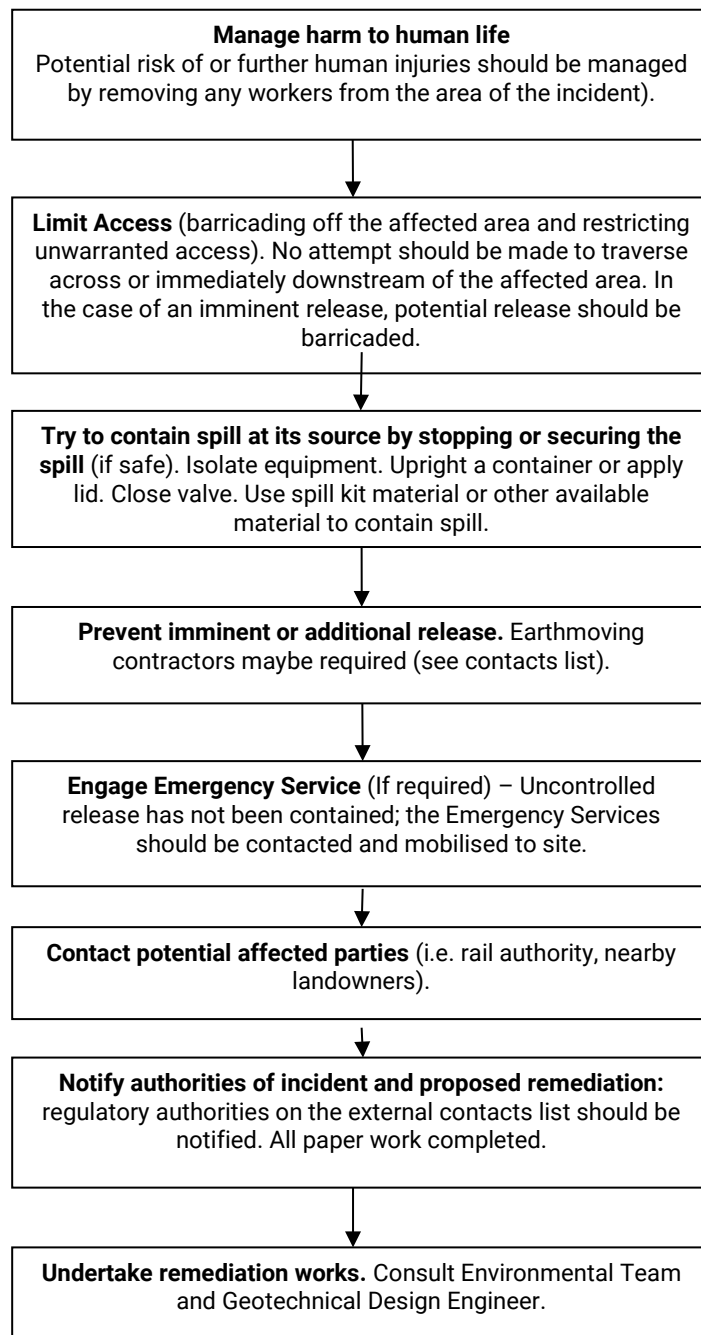 Manage harm to human life
Potential risk of or further human injuries should be managed
by removing any workers from the area of the incident).
Limit Access (barricading off the affected area and restricting
unwarranted access). No attempt should be made to traverse
across or immediately downstream of the affected area. In
the case of an imminent release, potential release should be
barricaded.
Try to contain spill at its source by stopping or securing the
spill (if safe). Isolate equipment. Upright a container or apply
lid. Close valve. Use spill kit material or other available
material to contain spill.
Prevent imminent or additional release. Earthmoving
contractors maybe required (see contacts list).
Engage Emergency Service (If required) – Uncontrolled
release has not been contained; the Emergency Services
should be contacted and mobilised to site.
Contact potential affected parties (i.e. rail authority, nearby
landowners).
Notify authorities of incident and proposed remediation:
regulatory authorities on the external contacts list should be
notified. All paper work completed.
Undertake remediation works. Consult Environmental Team
and Geotechnical Design Engineer.